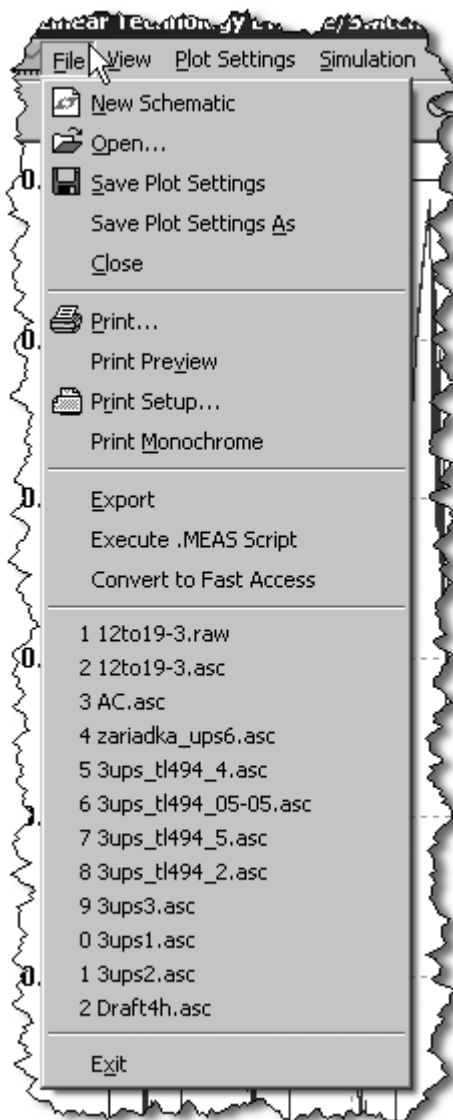 File View Plot Settings Simulation
New Schematic
Open...
Save Plot Settings
Save Plot Settings As
Close
Print...
Print Preview
Print Setup...
Print Monochrome
Export
Execute .MEAS Script
Convert to Fast Access
1 12to19-3.raw
2 12to19-3.asc
3 AC.asc
4 zariadka_ups6.asc
5 3ups_tl494_4.asc
6 3ups_tl494_05-05.asc
7 3ups_tl494_5.asc
8 3ups_tl494_2.asc
9 3ups3.asc
0 3ups1.asc
1 3ups2.asc
2 Draft4h.asc
Exit